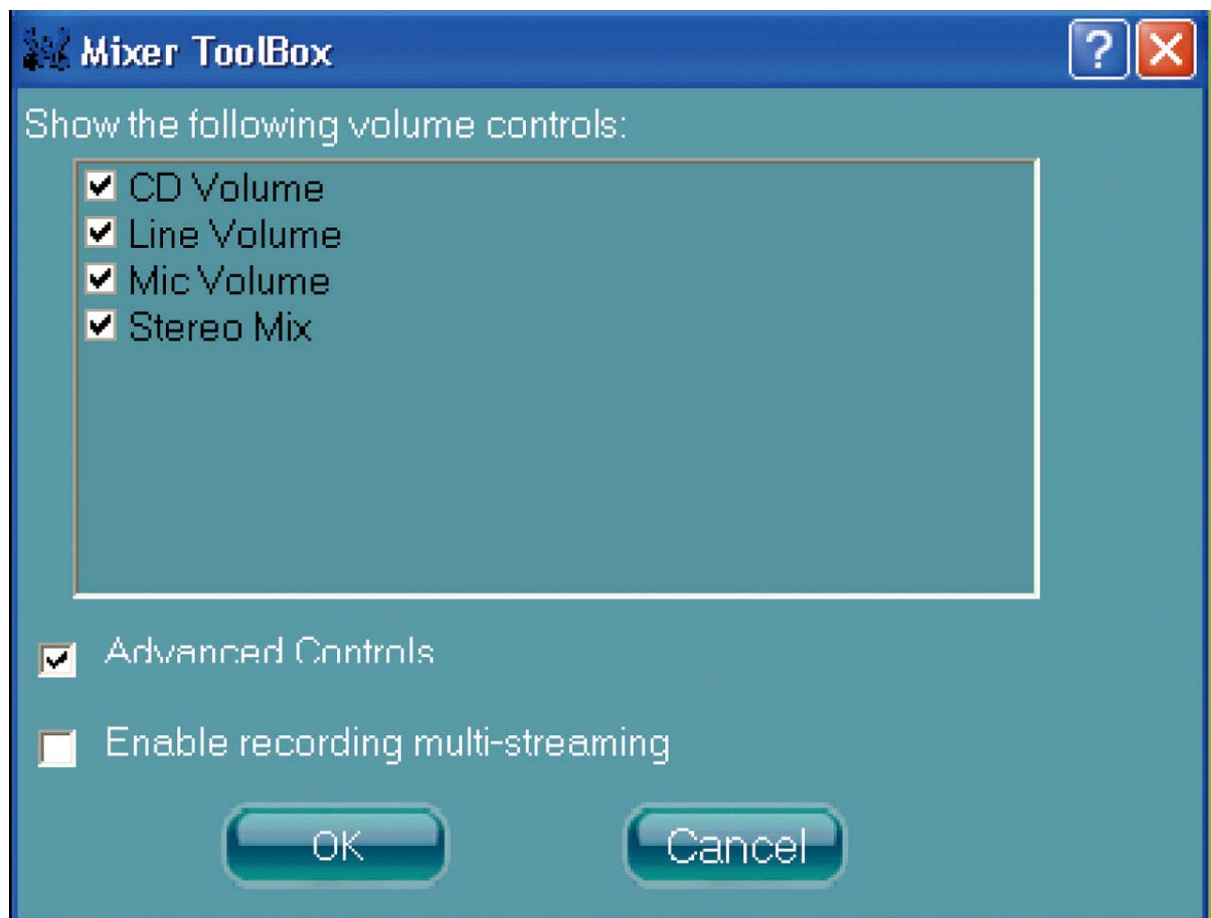 Mixer ToolBox
?
Show the following volume controls:
CD Volume
Line Volume
Mic Volume
Stereo Mix
Advanced Controls
Enable recording multi-streaming
OK
Cancel